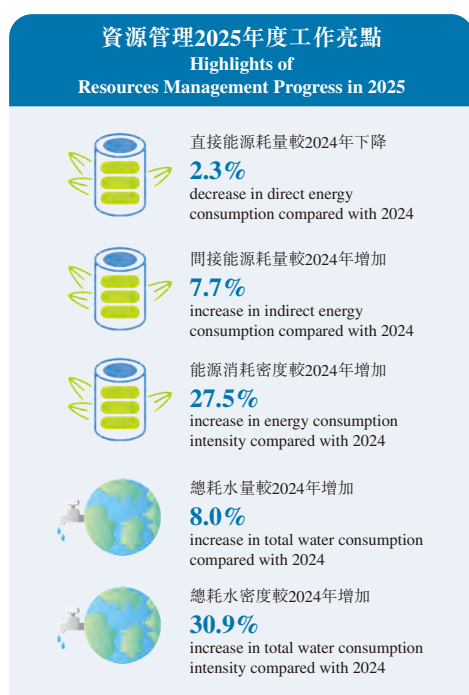 資源管理2025年度工作亮點
Highlights of
Resources Management Progress in 2025
直接能源耗量較2024年下降
2.3%
decrease in direct energy
consumption compared with 2024
間接能源耗量較2024年增加
7.7%
increase in indirect energy
consumption compared with 2024
能源消耗密度較2024年增加
27.5%
increase in energy consumption
intensity compared with 2024
總耗水量較2024年增加
8.0%
increase in total water consumption
compared with 2024
總耗水密度較2024年增加
30.9%
increase in total water consumption
intensity compared with 2024